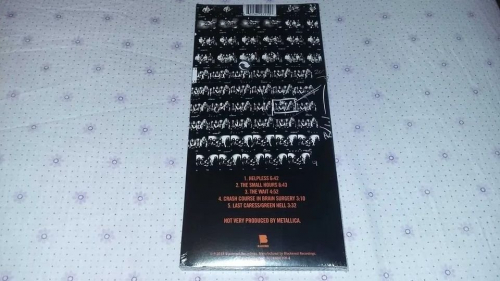 1. HELPLESS 6:42
2. THE SMALL HOURS 6:43
3. THE WAIT 4:52
4. CRASH COURSE IN BRAIN SURGERY 3:10
5. LAST CARESS/GREEN HELL 3:32
NOT VERY PRODUCED BY METALLICA.